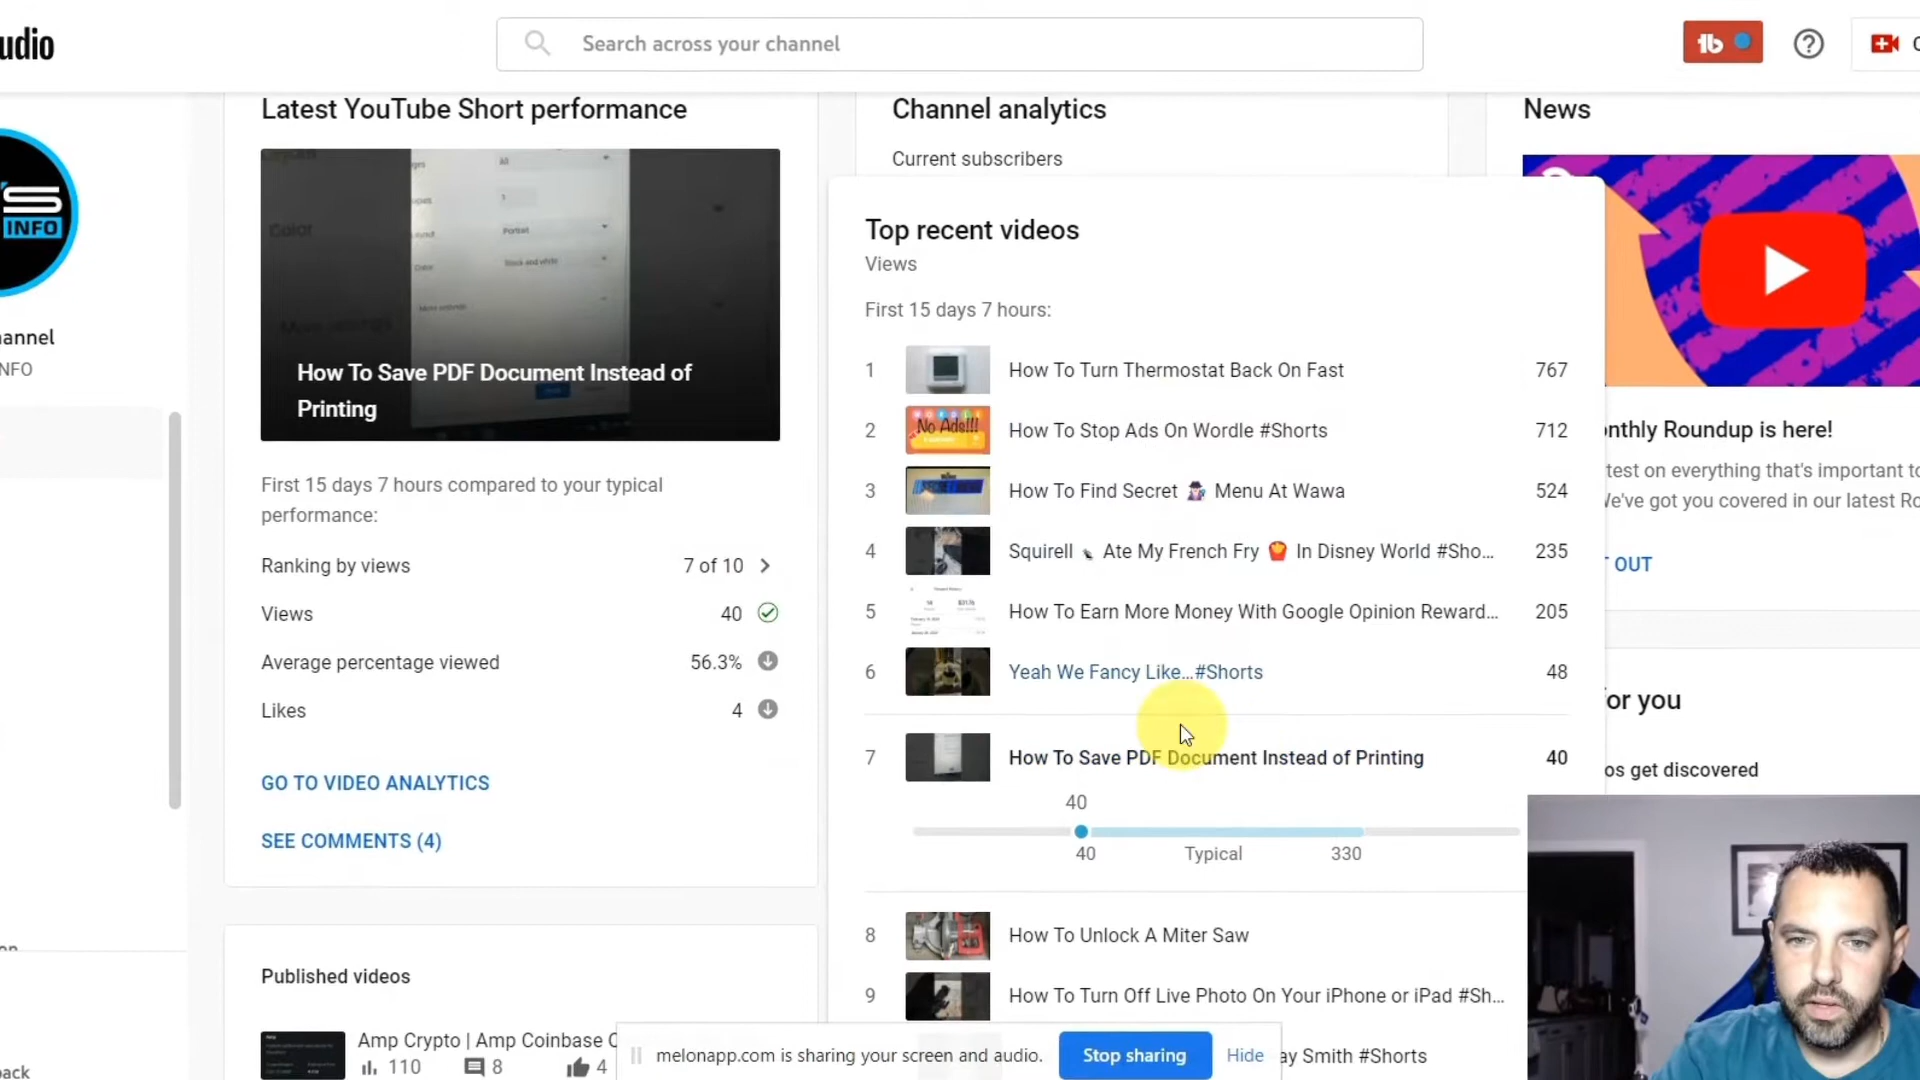 udio
Search across your channel
S
INFO
annel
NFO
on
ack
Latest YouTube Short performance
Color
Portrait
Black and white
How To Save PDF Document Instead of
Printing
First 15 days 7 hours compared to your typical
performance:
Ranking by views 7 of 10
Views 40
Average percentage viewed 56.3%
Likes 4
GO TO VIDEO ANALYTICS
SEE COMMENTS (4)
Published videos
Amp Crypto | Amp Coinbase C
110 8 4
Channel analytics
Current subscribers
Top recent videos
Views
First 15 days 7 hours:
1 How To Turn Thermostat Back On Fast 767
No Ads!!!
2 How To Stop Ads On Wordle #Shorts 712
3 How To Find Secret 🕵 Menu At Wawa 524
4 Squirell 🐿 Ate My French Fry 🍟 In Disney World #Sho... 235
5 How To Earn More Money With Google Opinion Reward... 205
6 Yeah We Fancy Like...#Shorts 48
7 How To Save PDF Document Instead of Printing 40
40
40 Typical 330
8 How To Unlock A Miter Saw
9 How To Turn Off Live Photo On Your iPhone or iPad #Sh...
ay Smith #Shorts
melonapp.com is sharing your screen and audio. Stop sharing Hide
News
onthly Roundup is here!
test on everything that's important to
We've got you covered in our latest Ro
OUT
or you
os get discovered